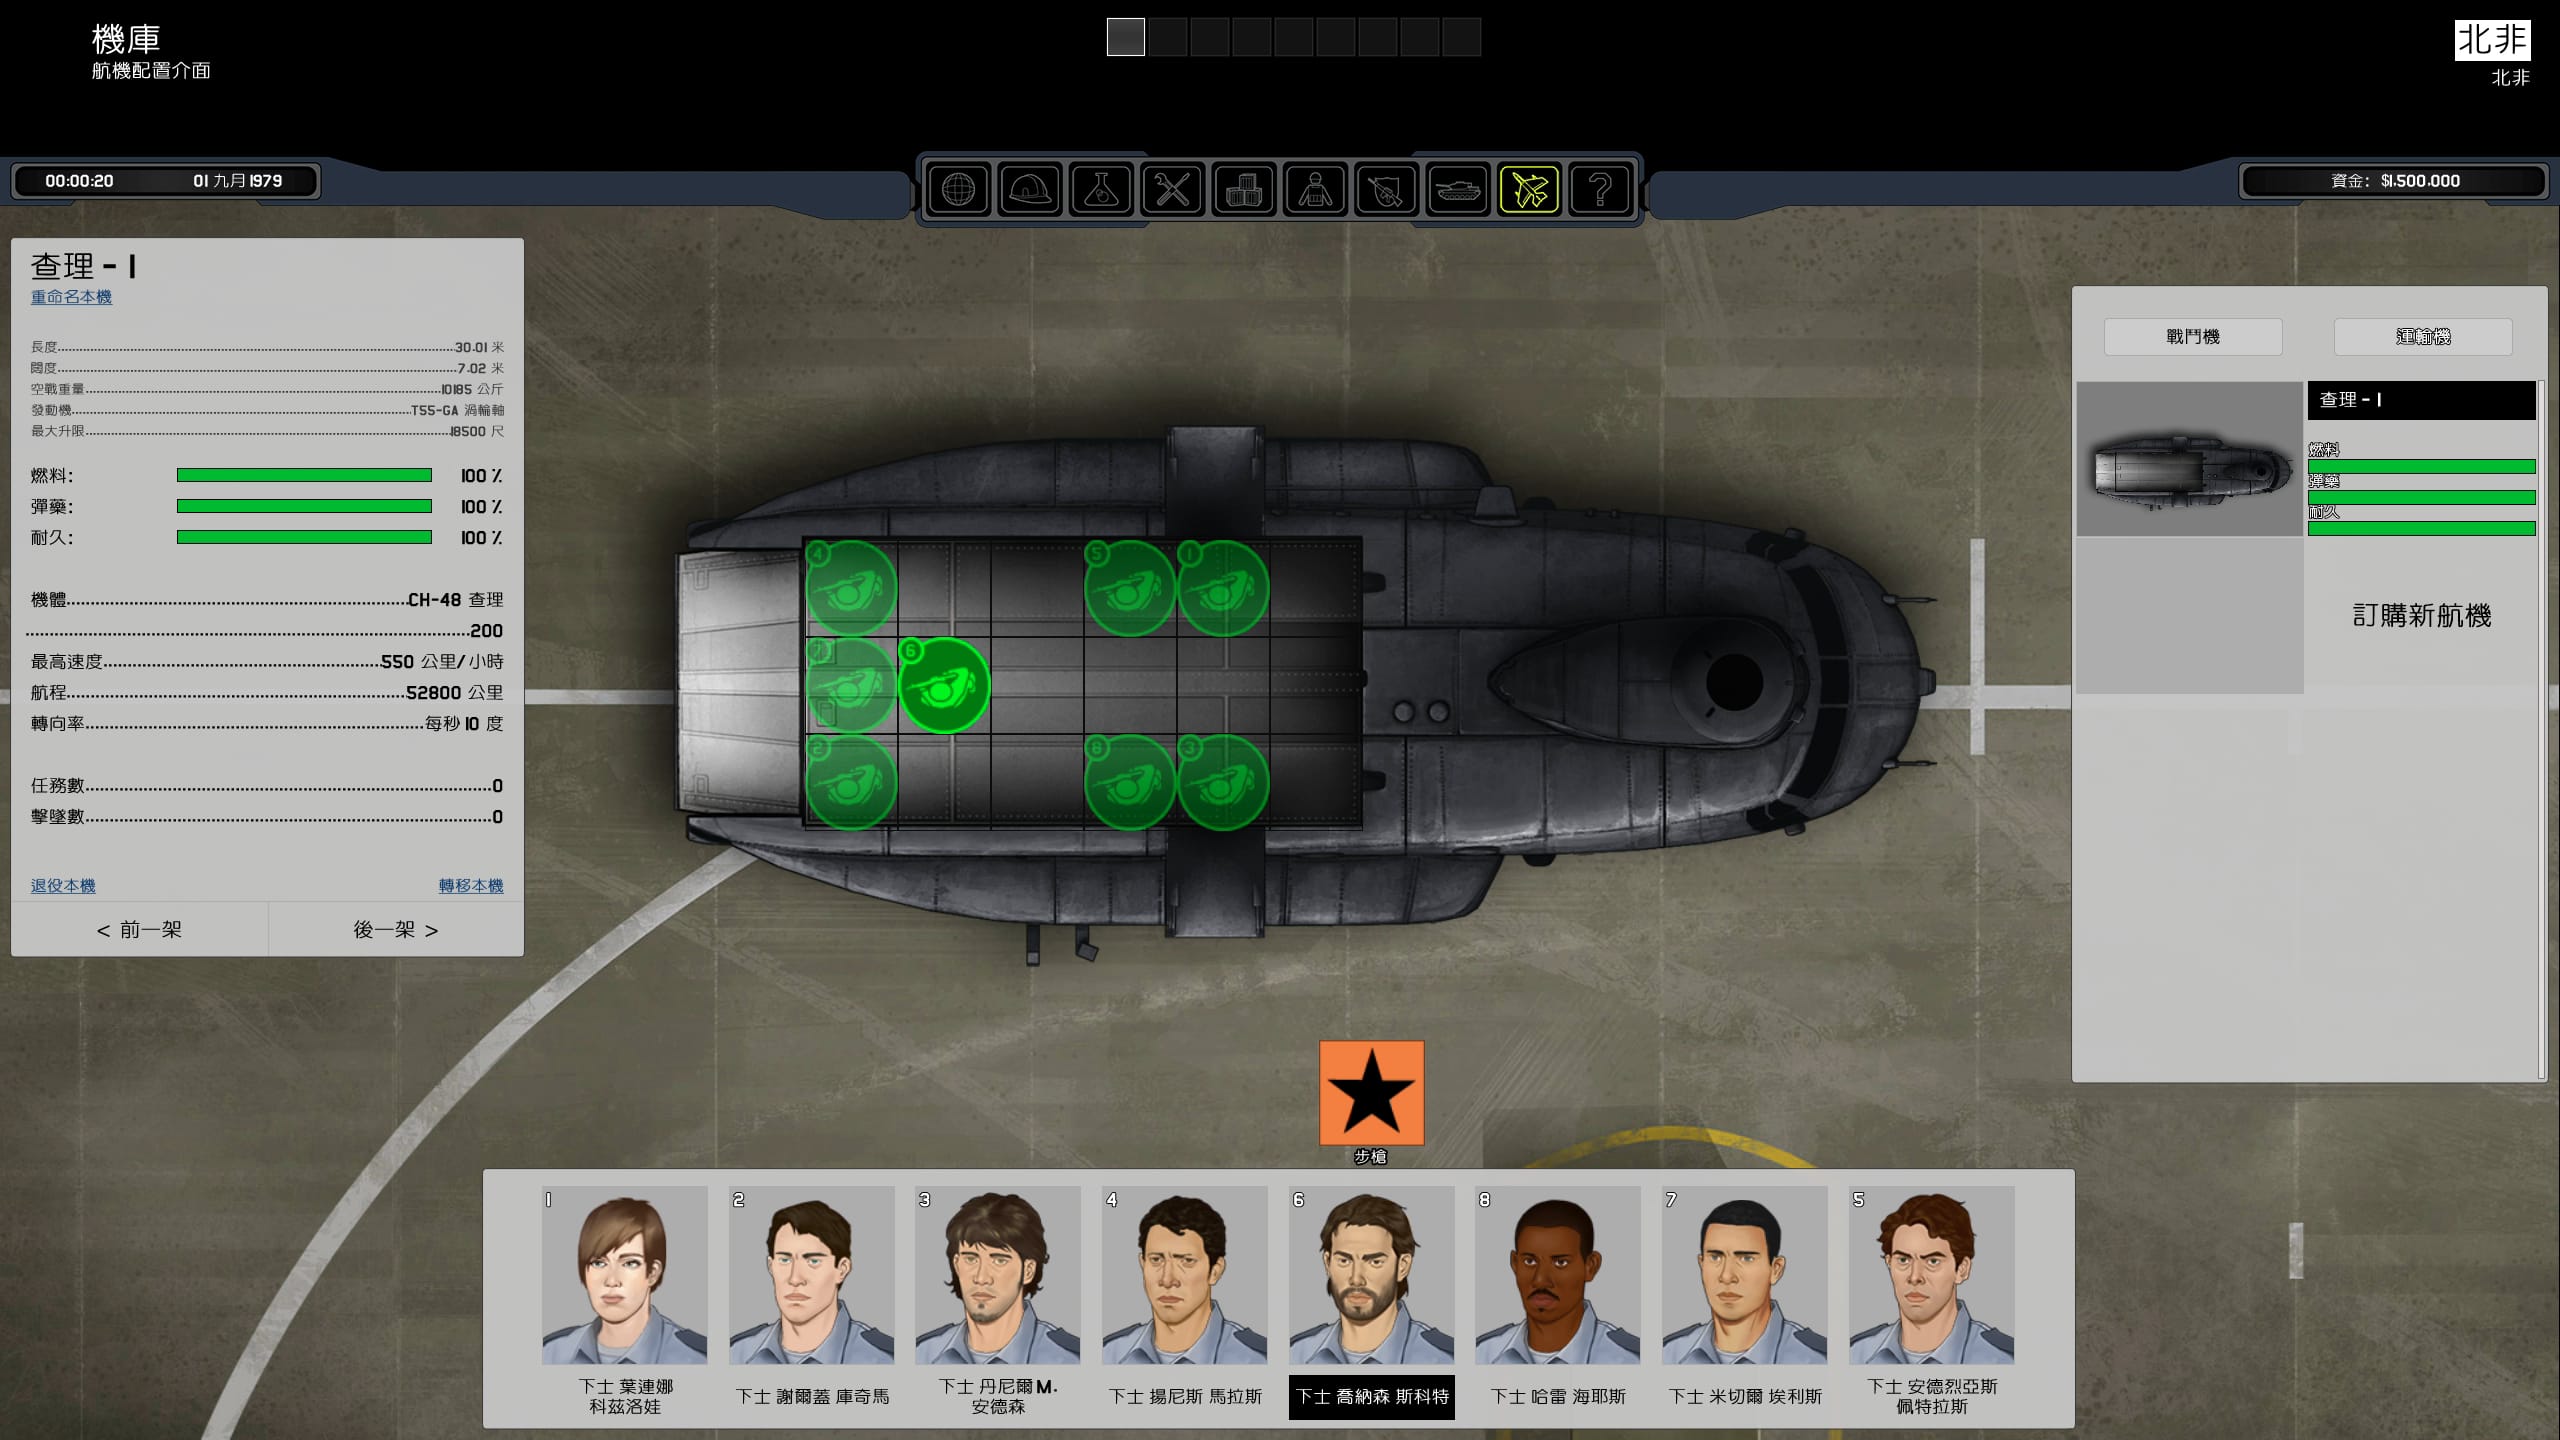 機庫
航機配置介面
北非
北非
00:00:20
01 九月 1979
資金: $1,500,000
查理 - 1
重命名本機
長度 30.01 米
闊度 7.02 米
空戰重量 10185 公斤
發動機 T55-GA 渦輪軸
最大升限 18500 尺
燃料: 100 %
彈藥: 100 %
耐久: 100 %
機體 CH-48 查理
200
最高速度 550 公里/小時
航程 52800 公里
轉向率 每秒 10 度
任務數 0
擊墜數 0
退役本機
轉移本機
< 前一架
後一架 >
4
5
1
7
6
2
8
3
戰鬥機
運輸機
查理 - 1
燃料
彈藥
耐久
訂購新航機
步槍
1
2
3
4
6
8
7
5
下士 葉連娜
科茲洛娃
下士 謝爾蓋 庫奇馬
下士 丹尼爾 M.
安德森
下士 揚尼斯 馬拉斯
下士 喬納森 斯科特
下士 哈雷 海耶斯
下士 米切爾 埃利斯
下士 安德烈亞斯
佩特拉斯